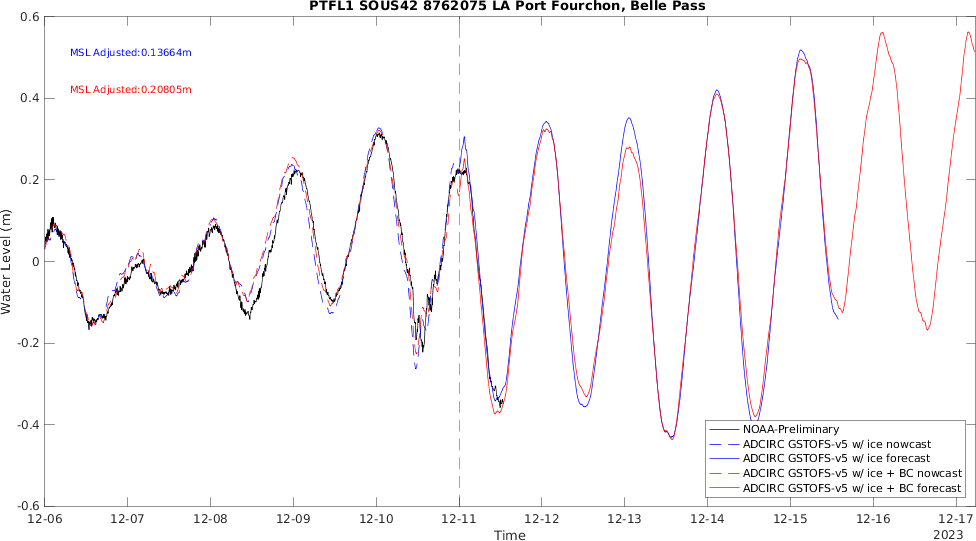 PTFL1 SOUS42 8762075 LA Port Fourchon, Belle Pass
0.6
MSL Adjusted:0.13664m
MSL Adjusted:0.20805m
0.4
0.2
0
-0.2
-0.4
-0.6
Water Level (m)
NOAA-Preliminary
ADCIRC GSTOFS-v5 w/ ice nowcast
ADCIRC GSTOFS-v5 w/ ice forecast
ADCIRC GSTOFS-v5 w/ ice + BC nowcast
ADCIRC GSTOFS-v5 w/ ice + BC forecast
12-06 12-07 12-08 12-09 12-10 12-11 12-12 12-13 12-14 12-15 12-16 12-17
Time
2023